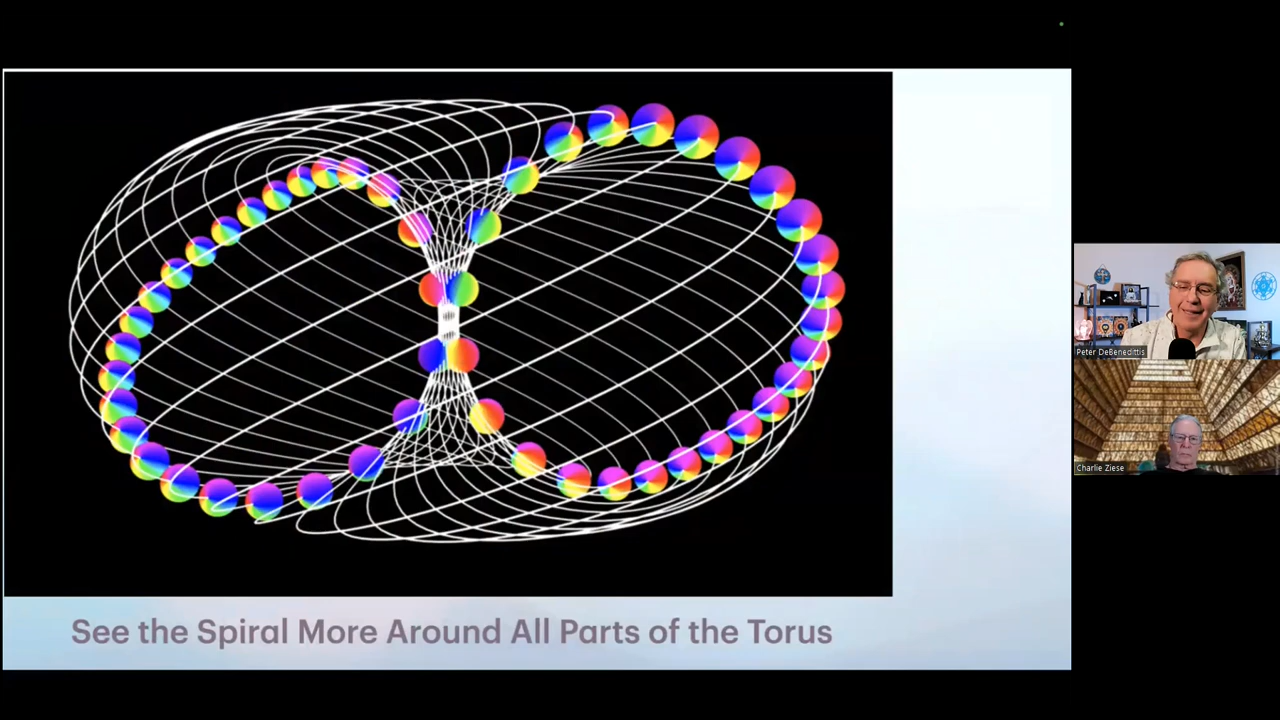 See the Spiral More Around All Parts of the Torus
Peter DeBenedittis
Charlie Ziese